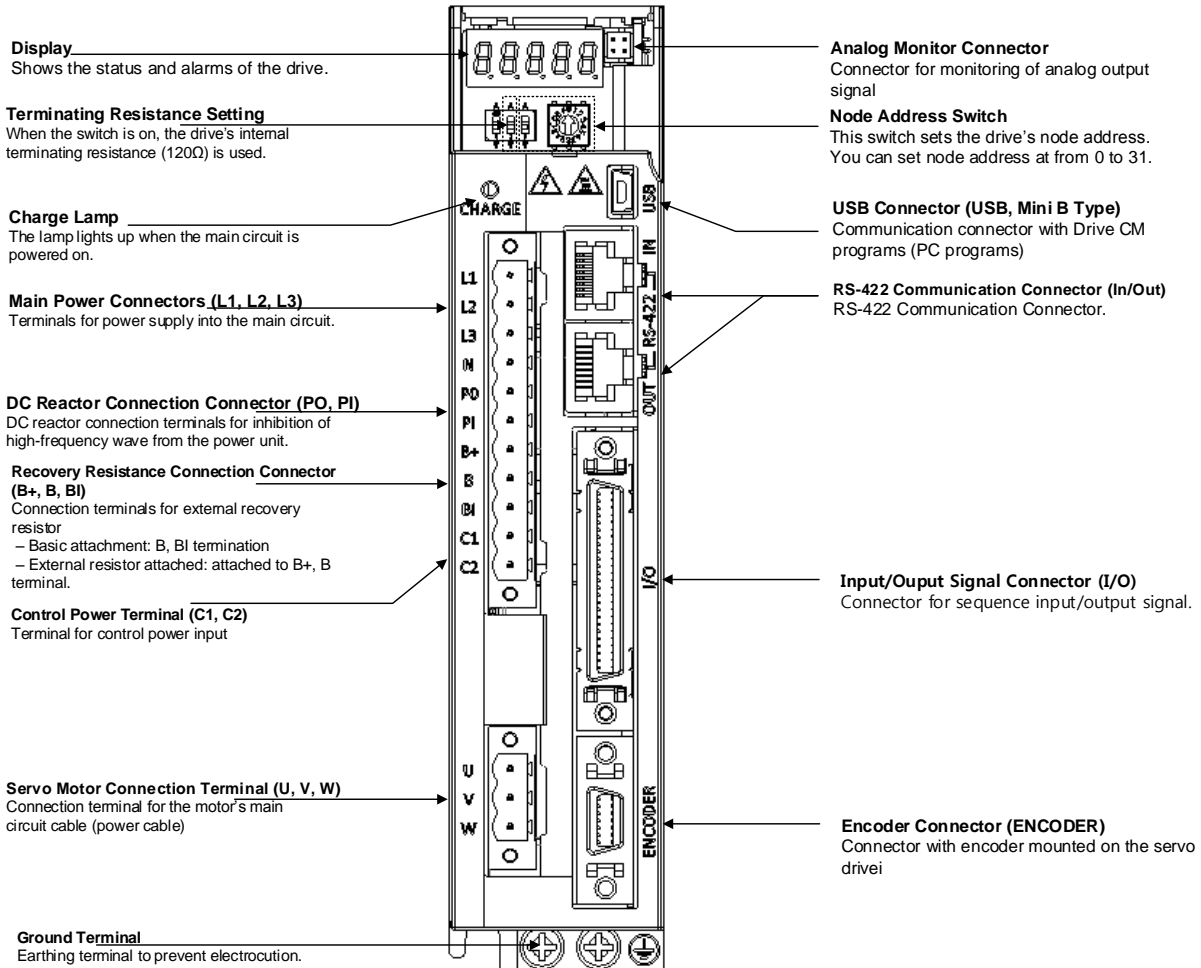 Display
Shows the status and alarms of the drive.
Terminating Resistance Setting
When the switch is on, the drive's internal
terminating resistance (120Ω) is used.
Charge Lamp
The lamp lights up when the main circuit is
powered on.
Main Power Connectors (L1, L2, L3)
Terminals for power supply into the main circuit.
DC Reactor Connection Connector (PO, PI)
DC reactor connection terminals for inhibition of
high-frequency wave from the power unit.
Recovery Resistance Connection Connector
(B+, B, BI)
Connection terminals for external recovery
resistor
– Basic attachment: B, BI termination
– External resistor attached: attached to B+, B
terminal.
Control Power Terminal (C1, C2)
Terminal for control power input
Servo Motor Connection Terminal (U, V, W)
Connection terminal for the motor's main
circuit cable (power cable)
Ground Terminal
Earthing terminal to prevent electrocution.
CHARGE
L1
L2
L3
N
PO
PI
B+
B
BI
C1
C2
U
V
W
USB
IN
RS-422
OUT
I/O
ENCODER
Analog Monitor Connector
Connector for monitoring of analog output
signal
Node Address Switch
This switch sets the drive's node address.
You can set node address at from 0 to 31.
USB Connector (USB, Mini B Type)
Communication connector with Drive CM
programs (PC programs)
RS-422 Communication Connector (In/Out)
RS-422 Communication Connector.
Input/Ouput Signal Connector (I/O)
Connector for sequence input/output signal.
Encoder Connector (ENCODER)
Connector with encoder mounted on the servo
drivei